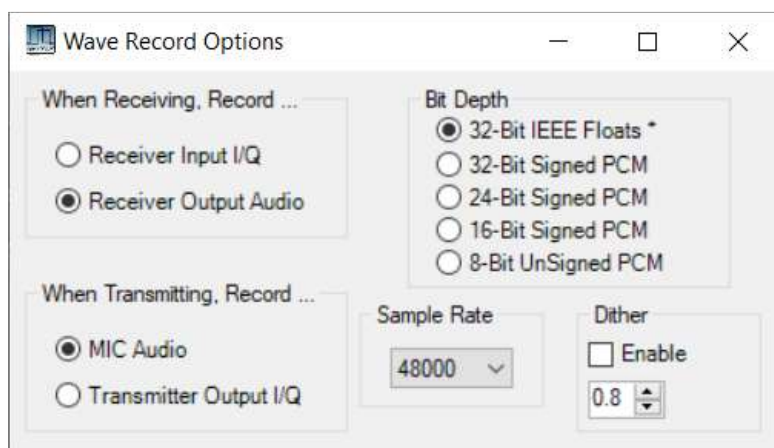 Wave Record Options
When Receiving, Record ...
Receiver Input I/Q
Receiver Output Audio
When Transmitting, Record ...
MIC Audio
Transmitter Output I/Q
Bit Depth
32-Bit IEEE Floats *
32-Bit Signed PCM
24-Bit Signed PCM
16-Bit Signed PCM
8-Bit UnSigned PCM
Sample Rate
48000
Dither
Enable
0.8